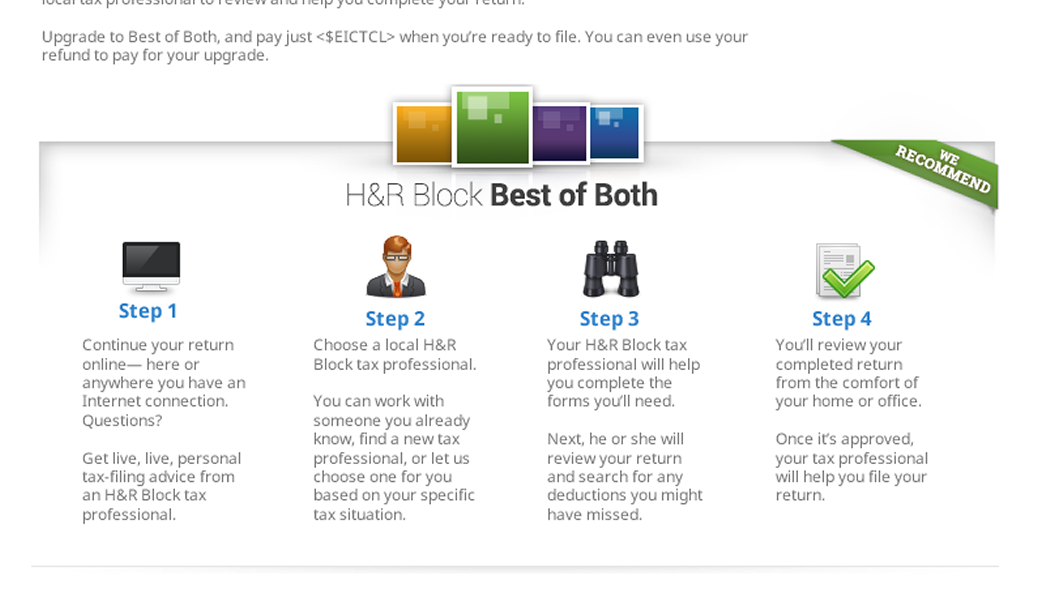 local tax professional to review and help you complete your return.
Upgrade to Best of Both, and pay just <$EICTCL> when you're ready to file. You can even use your
refund to pay for your upgrade.
WE
RECOMMEND
H&R Block Best of Both
Step 1
Continue your return
online— here or
anywhere you have an
Internet connection.
Questions?
Get live, live, personal
tax-filing advice from
an H&R Block tax
professional.
Step 2
Choose a local H&R
Block tax professional.
You can work with
someone you already
know, find a new tax
professional, or let us
choose one for you
based on your specific
tax situation.
Step 3
Your H&R Block tax
professional will help
you complete the
forms you'll need.
Next, he or she will
review your return
and search for any
deductions you might
have missed.
Step 4
You'll review your
completed return
from the comfort of
your home or office.
Once it's approved,
your tax professional
will help you file your
return.